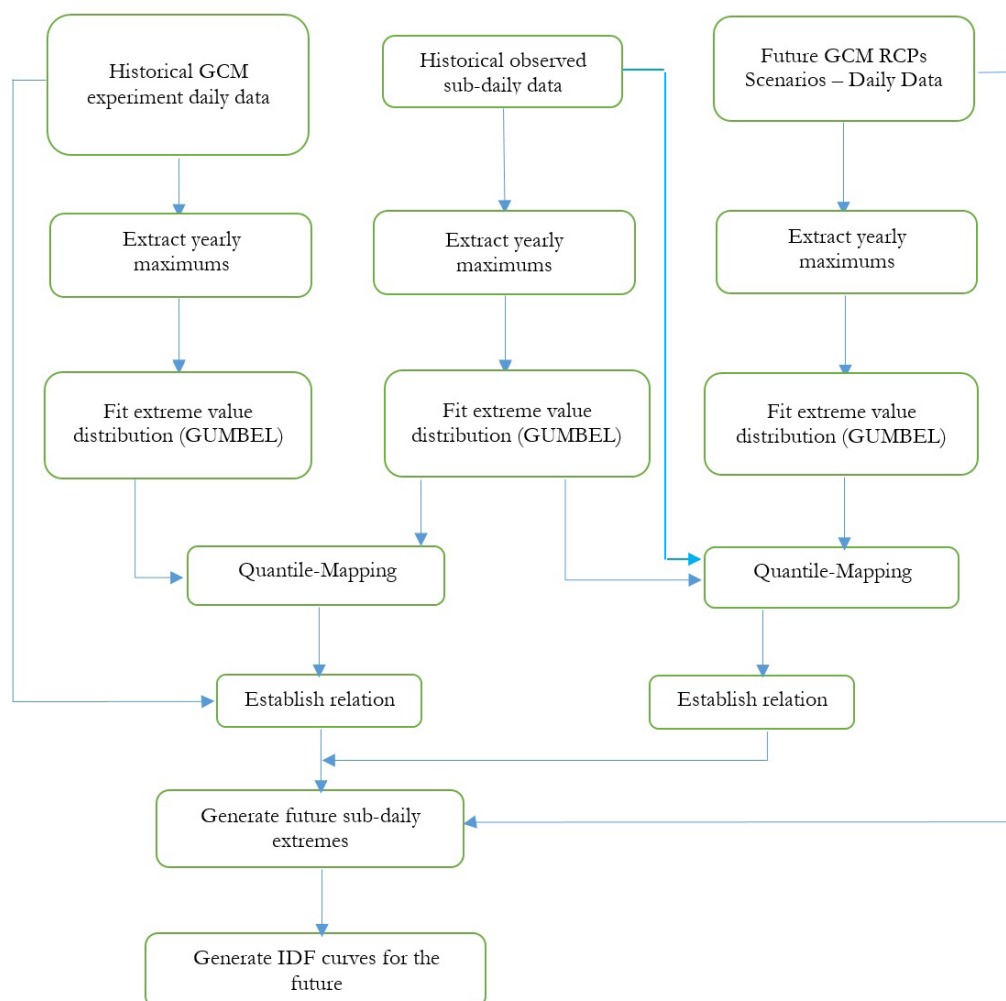 Historical GCM
experiment daily data
Historical observed
sub-daily data
Future GCM RCPs
Scenarios – Daily Data
Extract yearly
maximums
Extract yearly
maximums
Extract yearly
maximums
Fit extreme value
distribution (GUMBEL)
Fit extreme value
distribution (GUMBEL)
Fit extreme value
distribution (GUMBEL)
Quantile-Mapping
Quantile-Mapping
Establish relation
Establish relation
Generate future sub-daily
extremes
Generate IDF curves for the
future